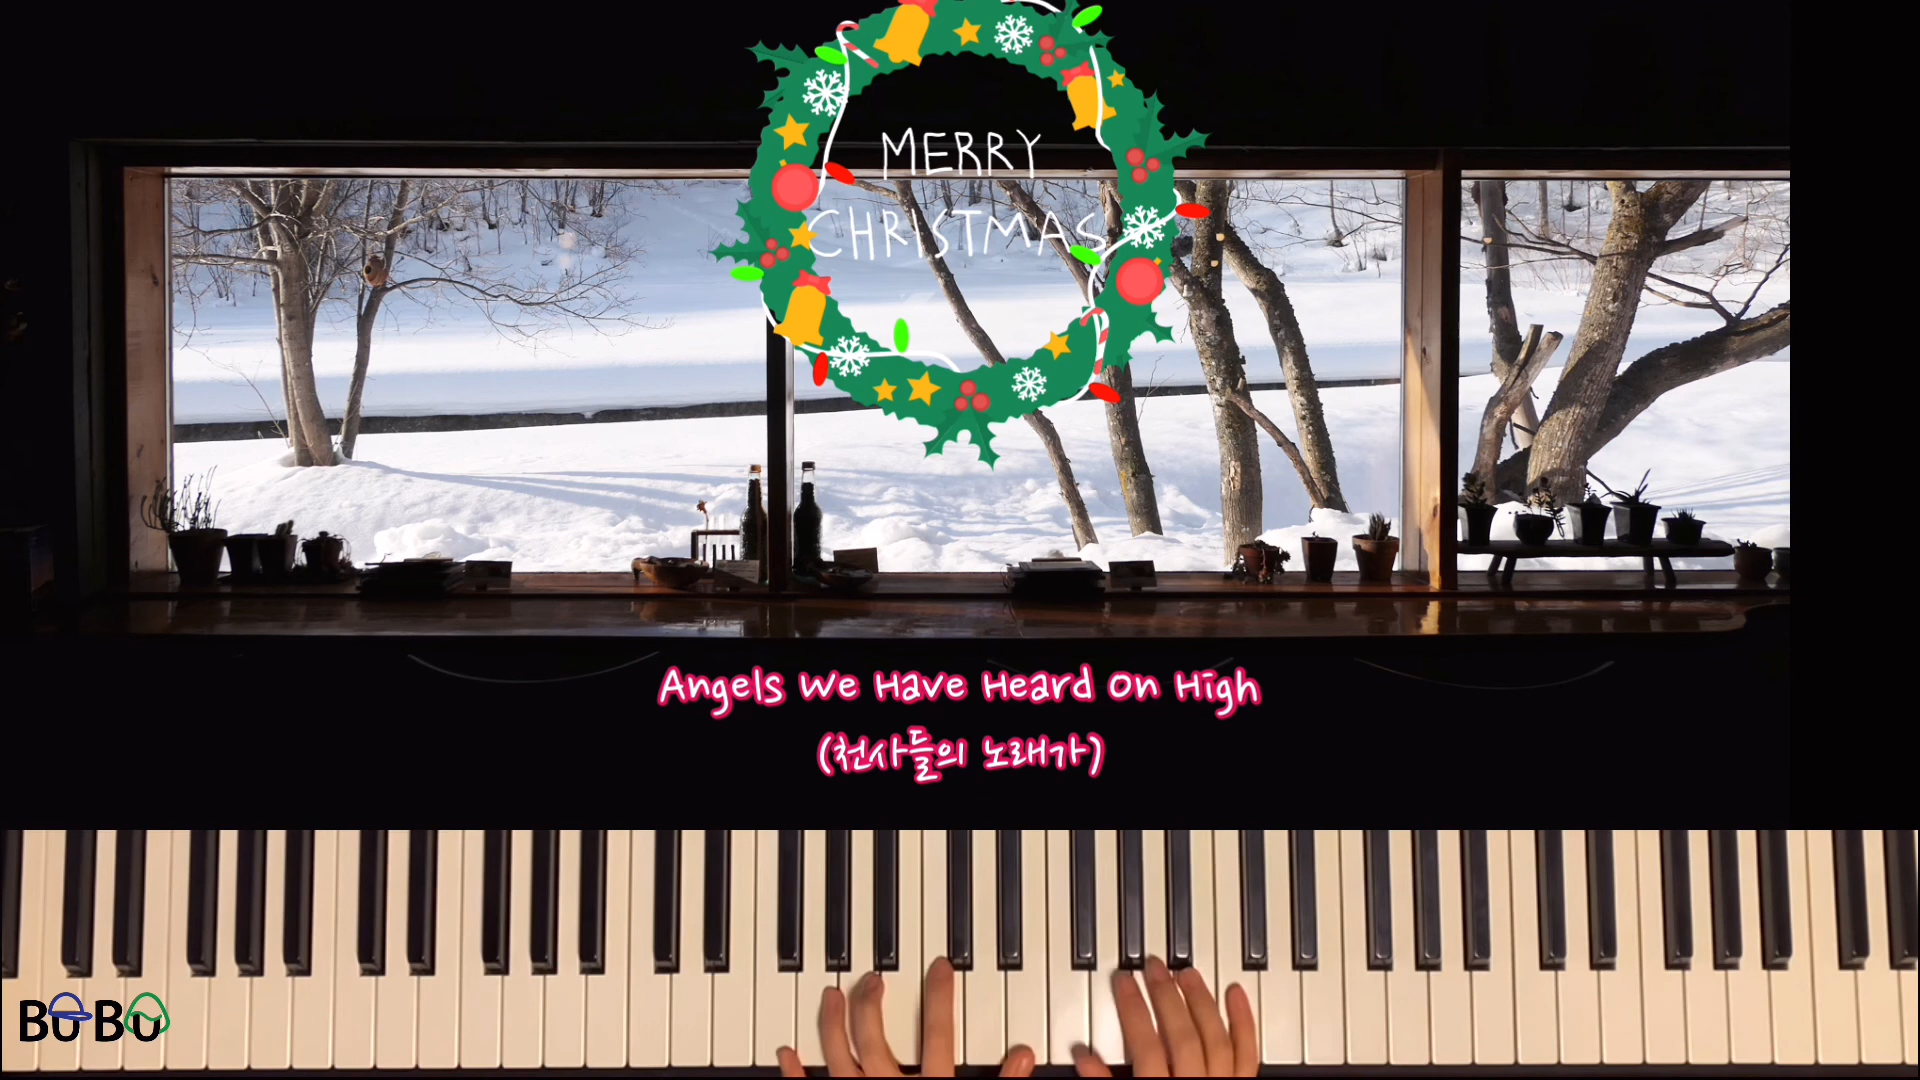 MERRY
CHRISTMAS
Angels We Have Heard On High
(천사들의 노래가)
BuBu